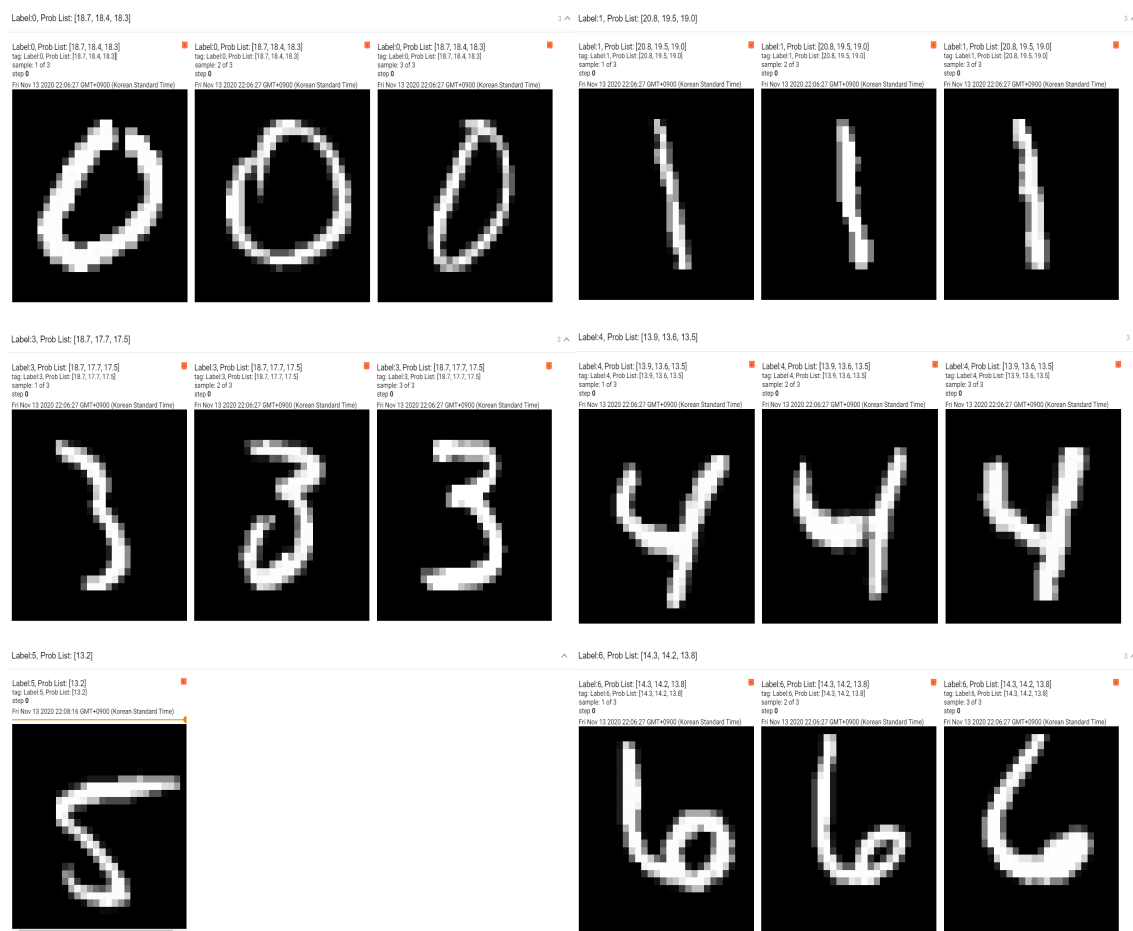 Label:0, Prob List: [18.7, 18.4, 18.3]
3
Label:0, Prob List: [18.7, 18.4, 18.3]
tag: Label:0, Prob List: [18.7, 18.4, 18.3]
sample: 1 of 3
step 0
Fri Nov 13 2020 22:06:27 GMT+0900 (Korean Standard Time)
Label:0, Prob List: [18.7, 18.4, 18.3]
tag: Label:0, Prob List: [18.7, 18.4, 18.3]
sample: 2 of 3
step 0
Fri Nov 13 2020 22:06:27 GMT+0900 (Korean Standard Time)
Label:0, Prob List: [18.7, 18.4, 18.3]
tag: Label:0, Prob List: [18.7, 18.4, 18.3]
sample: 3 of 3
step 0
Fri Nov 13 2020 22:06:27 GMT+0900 (Korean Standard Time)
0 0 0
Label:1, Prob List: [20.8, 19.5, 19.0]
3
Label:1, Prob List: [20.8, 19.5, 19.0]
tag: Label:1, Prob List: [20.8, 19.5, 19.0]
sample: 1 of 3
step 0
Fri Nov 13 2020 22:06:27 GMT+0900 (Korean Standard Time)
Label:1, Prob List: [20.8, 19.5, 19.0]
tag: Label:1, Prob List: [20.8, 19.5, 19.0]
sample: 2 of 3
step 0
Fri Nov 13 2020 22:06:27 GMT+0900 (Korean Standard Time)
Label:1, Prob List: [20.8, 19.5, 19.0]
tag: Label:1, Prob List: [20.8, 19.5, 19.0]
sample: 3 of 3
step 0
Fri Nov 13 2020 22:06:27 GMT+0900 (Korean Standard Time)
1 1 1
Label:3, Prob List: [18.7, 17.7, 17.5]
3
Label:3, Prob List: [18.7, 17.7, 17.5]
tag: Label:3, Prob List: [18.7, 17.7, 17.5]
sample: 1 of 3
step 0
Fri Nov 13 2020 22:06:27 GMT+0900 (Korean Standard Time)
Label:3, Prob List: [18.7, 17.7, 17.5]
tag: Label:3, Prob List: [18.7, 17.7, 17.5]
sample: 2 of 3
step 0
Fri Nov 13 2020 22:06:27 GMT+0900 (Korean Standard Time)
Label:3, Prob List: [18.7, 17.7, 17.5]
tag: Label:3, Prob List: [18.7, 17.7, 17.5]
sample: 3 of 3
step 0
Fri Nov 13 2020 22:06:27 GMT+0900 (Korean Standard Time)
3 3 3
Label:4, Prob List: [13.9, 13.6, 13.5]
3
Label:4, Prob List: [13.9, 13.6, 13.5]
tag: Label:4, Prob List: [13.9, 13.6, 13.5]
sample: 1 of 3
step 0
Fri Nov 13 2020 22:06:27 GMT+0900 (Korean Standard Time)
Label:4, Prob List: [13.9, 13.6, 13.5]
tag: Label:4, Prob List: [13.9, 13.6, 13.5]
sample: 2 of 3
step 0
Fri Nov 13 2020 22:06:27 GMT+0900 (Korean Standard Time)
Label:4, Prob List: [13.9, 13.6, 13.5]
tag: Label:4, Prob List: [13.9, 13.6, 13.5]
sample: 3 of 3
step 0
Fri Nov 13 2020 22:06:27 GMT+0900 (Korean Standard Time)
4 4 4
Label:5, Prob List: [13.2]
Label:5, Prob List: [13.2]
tag: Label:5, Prob List: [13.2]
step 0
Fri Nov 13 2020 22:08:16 GMT+0900 (Korean Standard Time)
5
Label:6, Prob List: [14.3, 14.2, 13.8]
3
Label:6, Prob List: [14.3, 14.2, 13.8]
tag: Label:6, Prob List: [14.3, 14.2, 13.8]
sample: 1 of 3
step 0
Fri Nov 13 2020 22:06:27 GMT+0900 (Korean Standard Time)
Label:6, Prob List: [14.3, 14.2, 13.8]
tag: Label:6, Prob List: [14.3, 14.2, 13.8]
sample: 2 of 3
step 0
Fri Nov 13 2020 22:06:27 GMT+0900 (Korean Standard Time)
Label:6, Prob List: [14.3, 14.2, 13.8]
tag: Label:6, Prob List: [14.3, 14.2, 13.8]
sample: 3 of 3
step 0
Fri Nov 13 2020 22:06:27 GMT+0900 (Korean Standard Time)
6 6 6